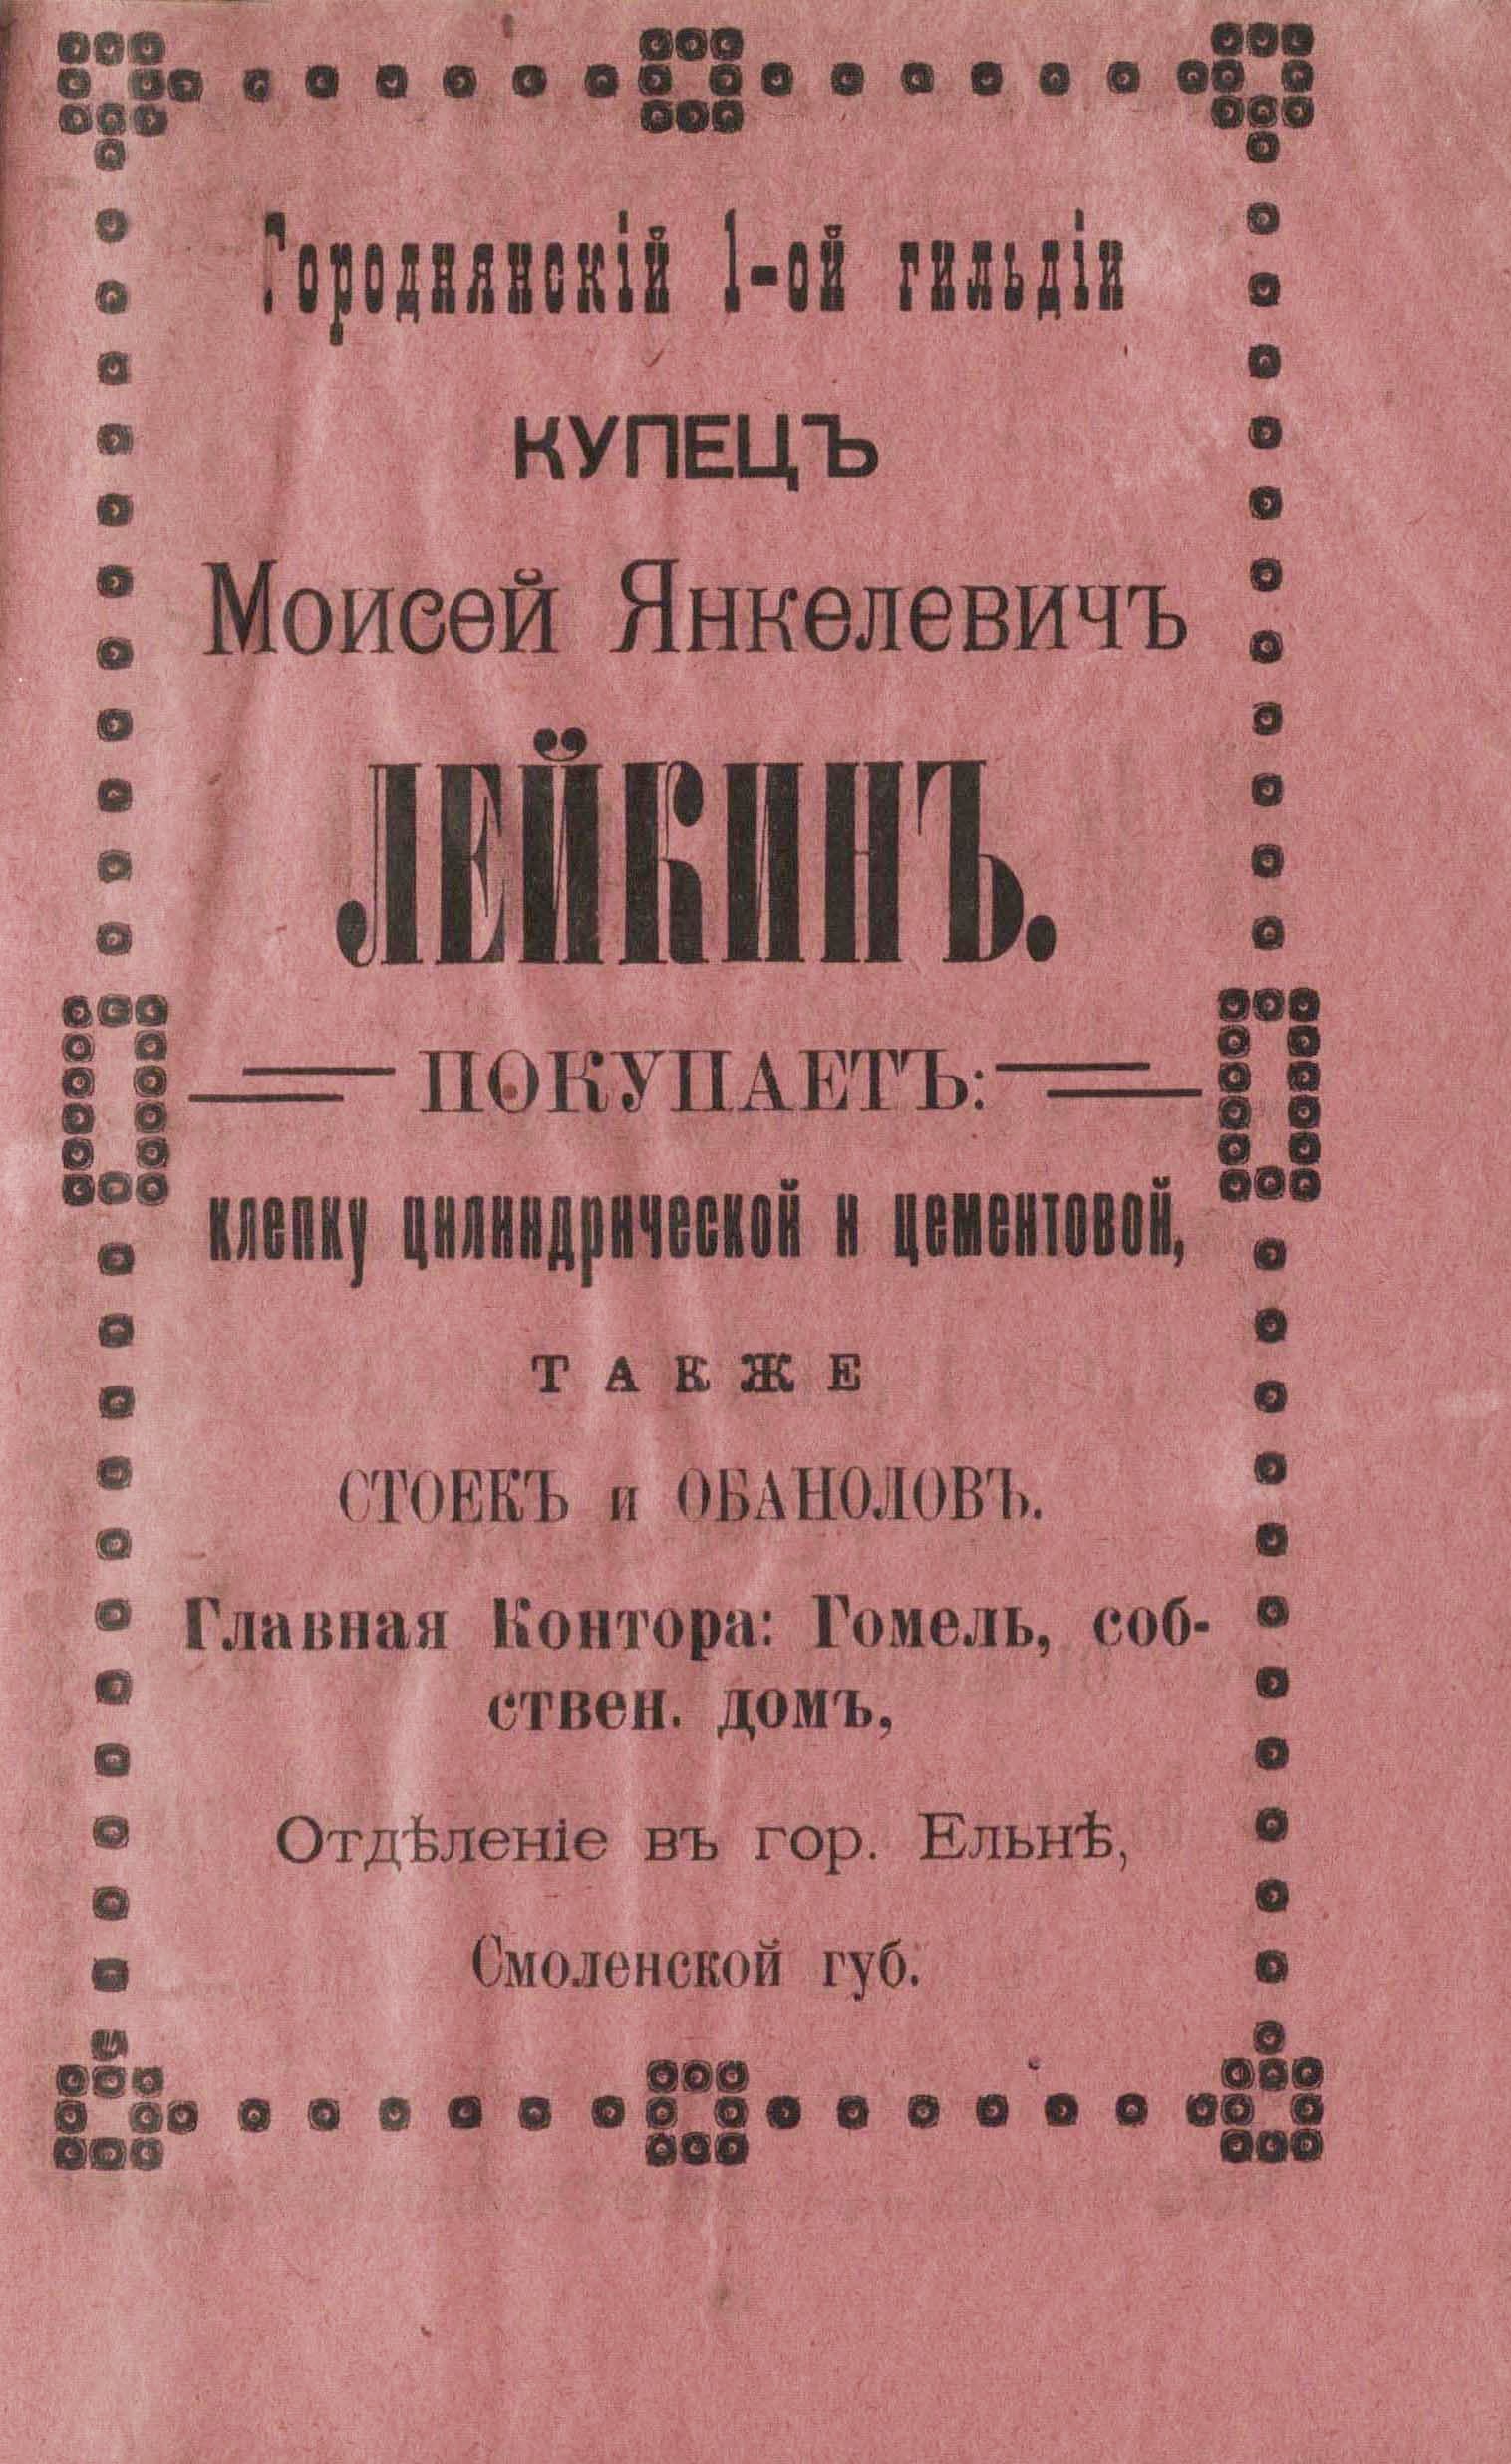 Городнянскій 1-ой гильдіи
КУПЕЦЪ
Моисей Янкелевичъ
ЛЕЙКИНЪ.
ПОКУПАЕТЪ:
клепку цилиндрической и цементовой,
ТАКЖЕ
СТОЕКЪ и ОБАНОЛОВЪ.
Главная Контора: Гомель, соб-
ствен. домъ,
Отдѣленіе въ гор. Ельнѣ,
Смоленской губ.